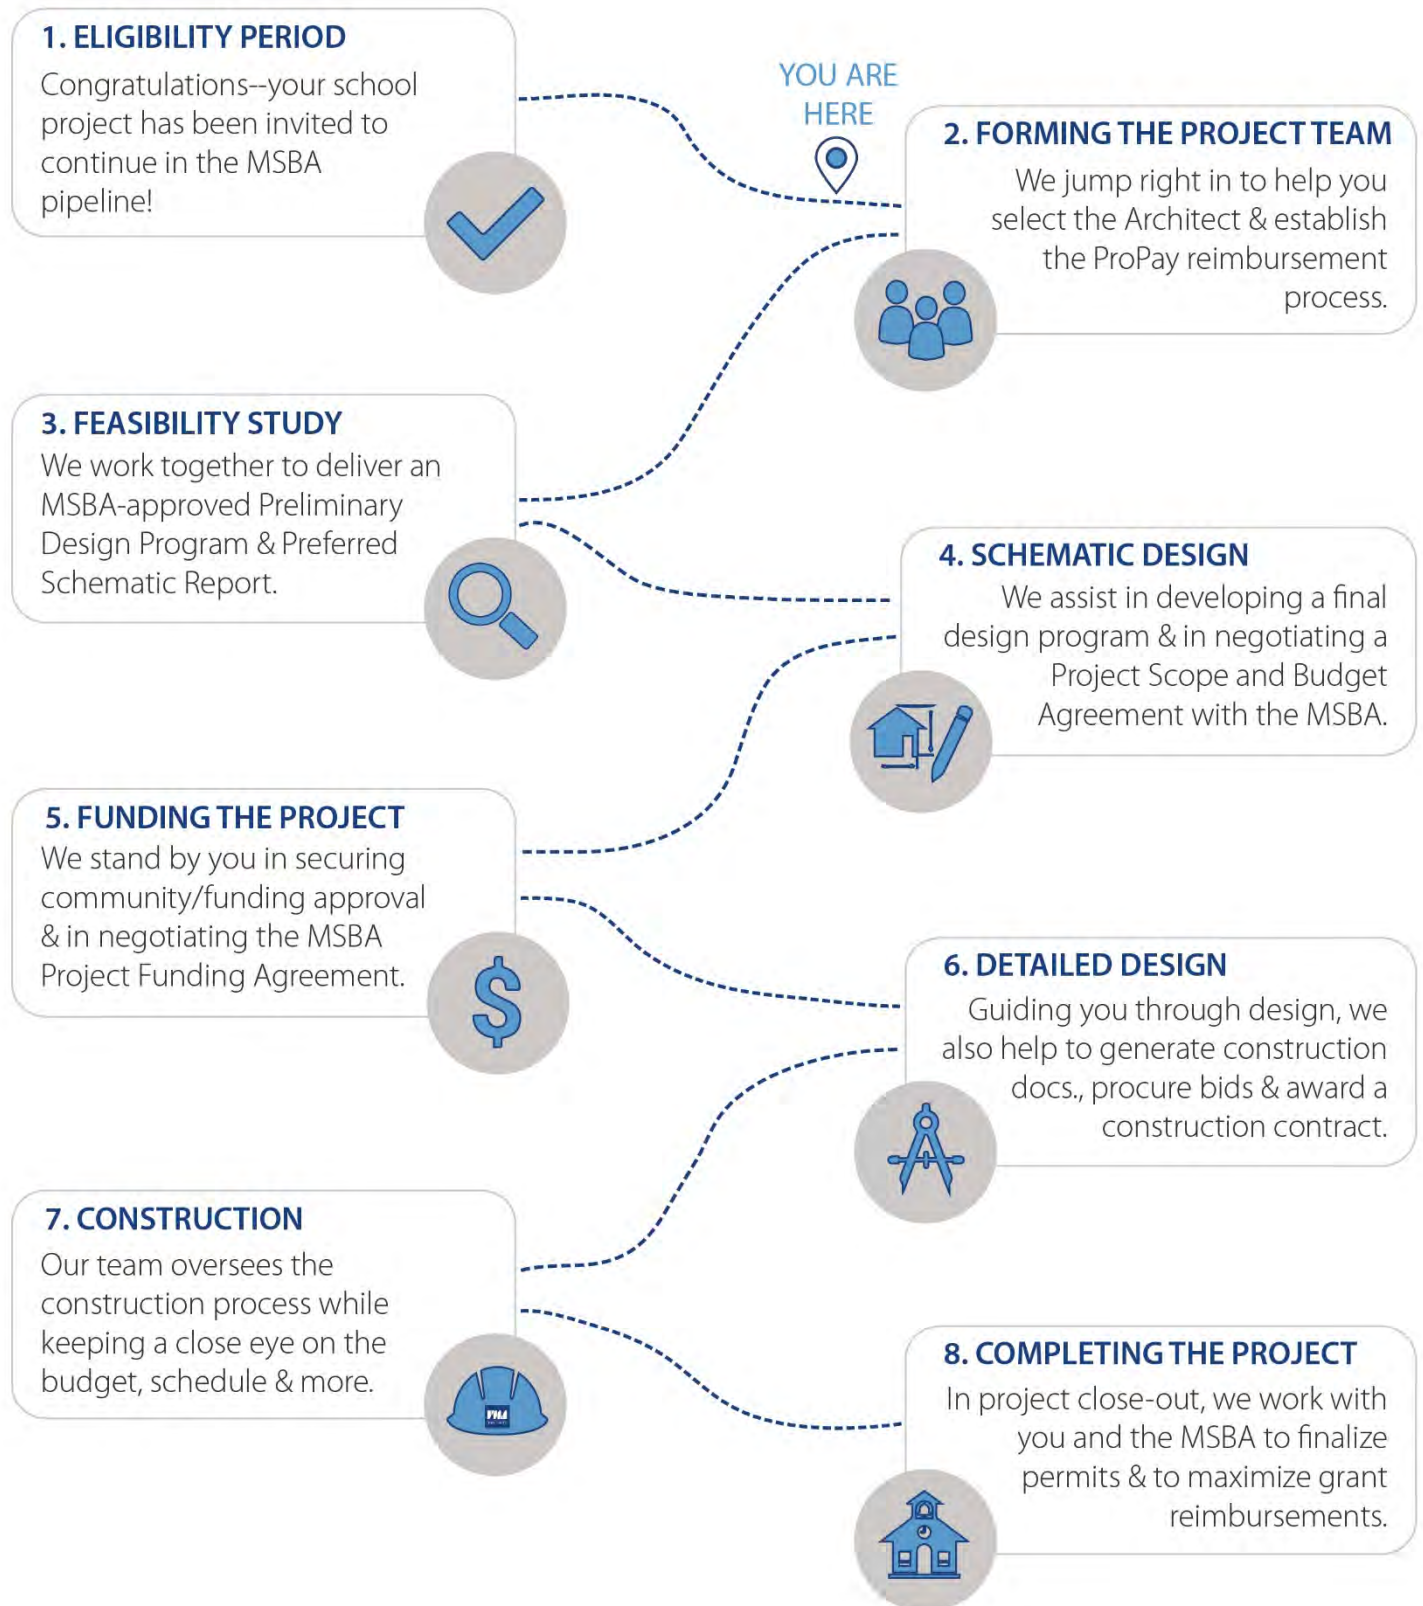 1. ELIGIBILITY PERIOD
Congratulations--your school
project has been invited to
continue in the MSBA
pipeline!
YOU ARE
HERE
2. FORMING THE PROJECT TEAM
We jump right in to help you
select the Architect & establish
the ProPay reimbursement
process.
3. FEASIBILITY STUDY
We work together to deliver an
MSBA-approved Preliminary
Design Program & Preferred
Schematic Report.
4. SCHEMATIC DESIGN
We assist in developing a final
design program & in negotiating a
Project Scope and Budget
Agreement with the MSBA.
5. FUNDING THE PROJECT
We stand by you in securing
community/funding approval
& in negotiating the MSBA
Project Funding Agreement.
$
6. DETAILED DESIGN
Guiding you through design, we
also help to generate construction
docs., procure bids & award a
construction contract.
7. CONSTRUCTION
Our team oversees the
construction process while
keeping a close eye on the
budget, schedule & more.
8. COMPLETING THE PROJECT
In project close-out, we work with
you and the MSBA to finalize
permits & to maximize grant
reimbursements.